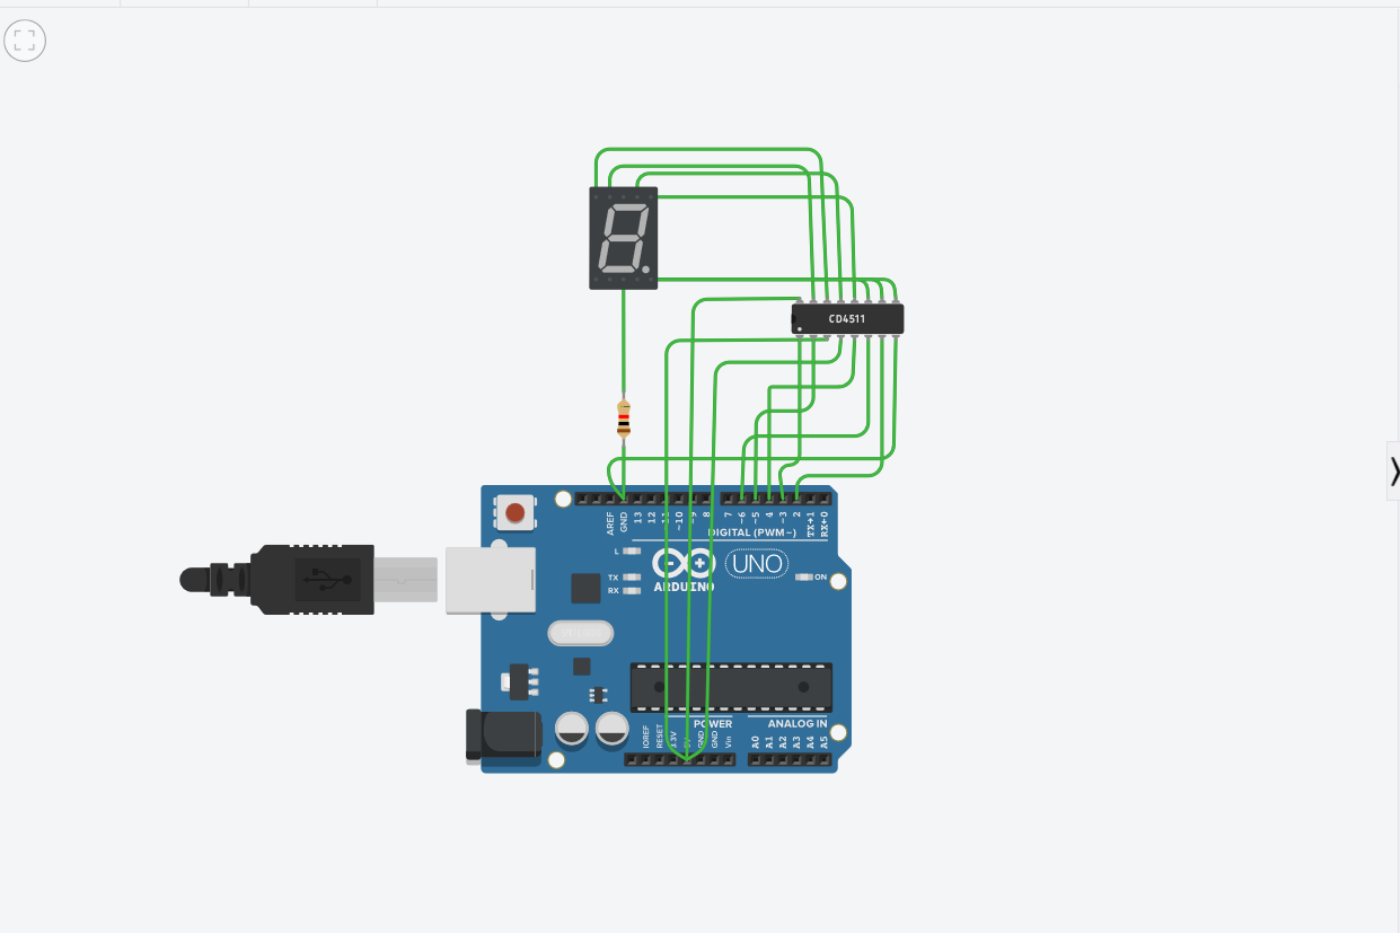 CD4511
AREF
GND
13
12
~10
~9
8
7
~6
~5
4
~3
2
TX→1
RX←0
DIGITAL (PWM~)
L
TX
RX
ARDUINO
UNO
ON
POWER
ANALOG IN
IOREF
RESET
3.3V
GND
GND
Vin
A0
A1
A2
A3
A4
A5